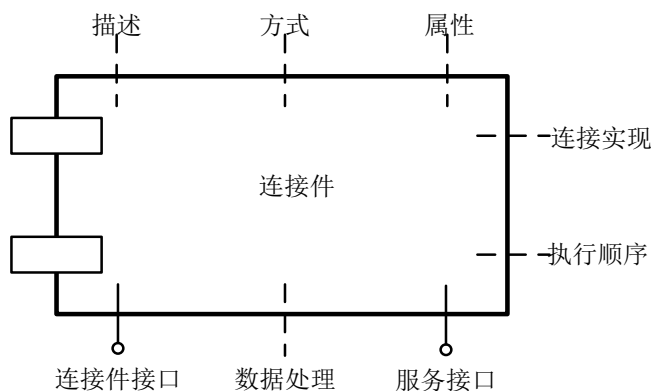 描述 方式 属性
连接实现
连接件
执行顺序
连接件接口 数据处理 服务接口